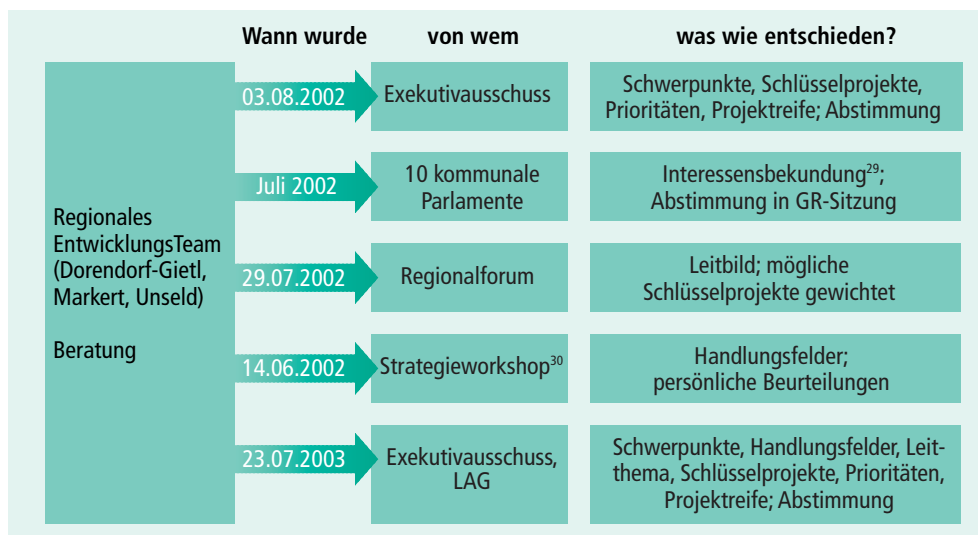 Wann wurde von wem was wie entschieden?
Regionales
EntwicklungsTeam
(Dorendorf-Gietl,
Markert, Unseld)
Beratung
03.08.2002
Exekutivausschuss
Schwerpunkte, Schlüsselprojekte,
Prioritäten, Projektreife; Abstimmung
Juli 2002
10 kommunale
Parlamente
Interessensbekundung²⁹;
Abstimmung in GR-Sitzung
29.07.2002
Regionalforum
Leitbild; mögliche
Schlüsselprojekte gewichtet
14.06.2002
Strategieworkshop³⁰
Handlungsfelder;
persönliche Beurteilungen
23.07.2003
Exekutivausschuss,
LAG
Schwerpunkte, Handlungsfelder, Leit-
thema, Schlüsselprojekte, Prioritäten,
Projektreife; Abstimmung